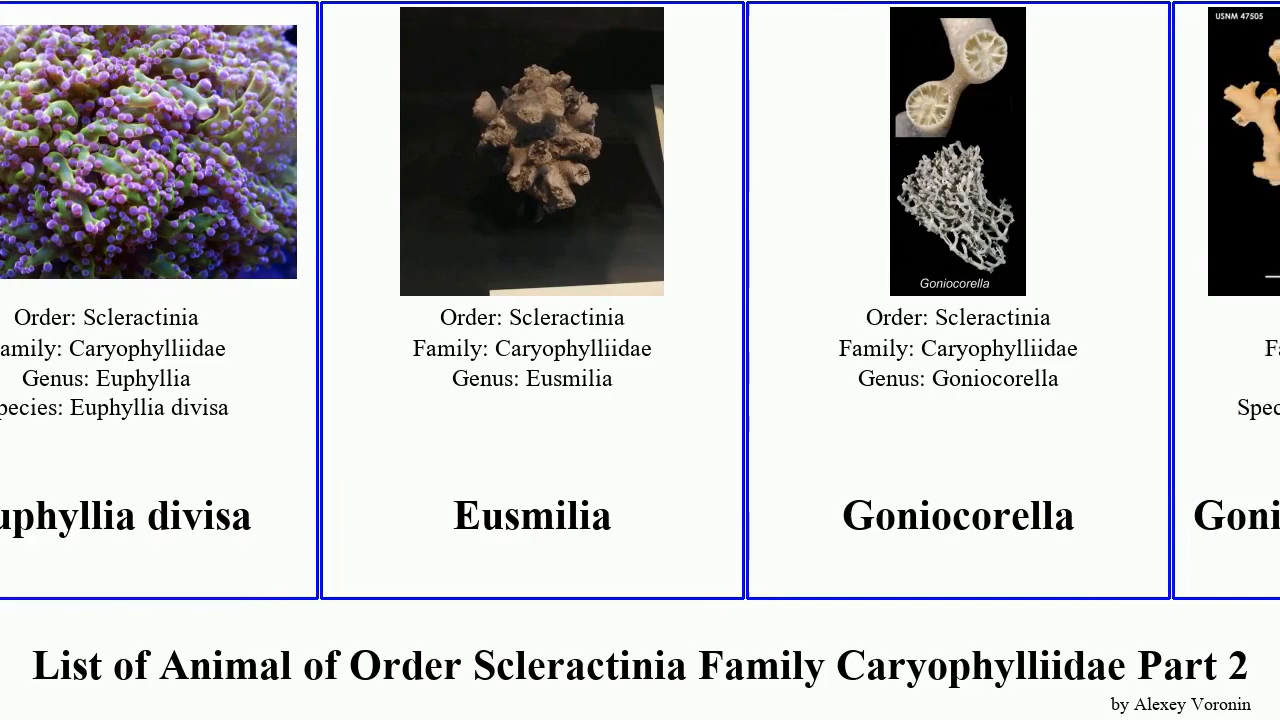 USNM 47505
Goniocorella
Order: Scleractinia
amily: Caryophylliidae
Genus: Euphyllia
pecies: Euphyllia divisa
uphyllia divisa
Order: Scleractinia
Family: Caryophylliidae
Genus: Eusmilia
Eusmilia
Order: Scleractinia
Family: Caryophylliidae
Genus: Goniocorella
Goniocorella
Fa
Spec
Goni
List of Animal of Order Scleractinia Family Caryophylliidae Part 2
by Alexey Voronin